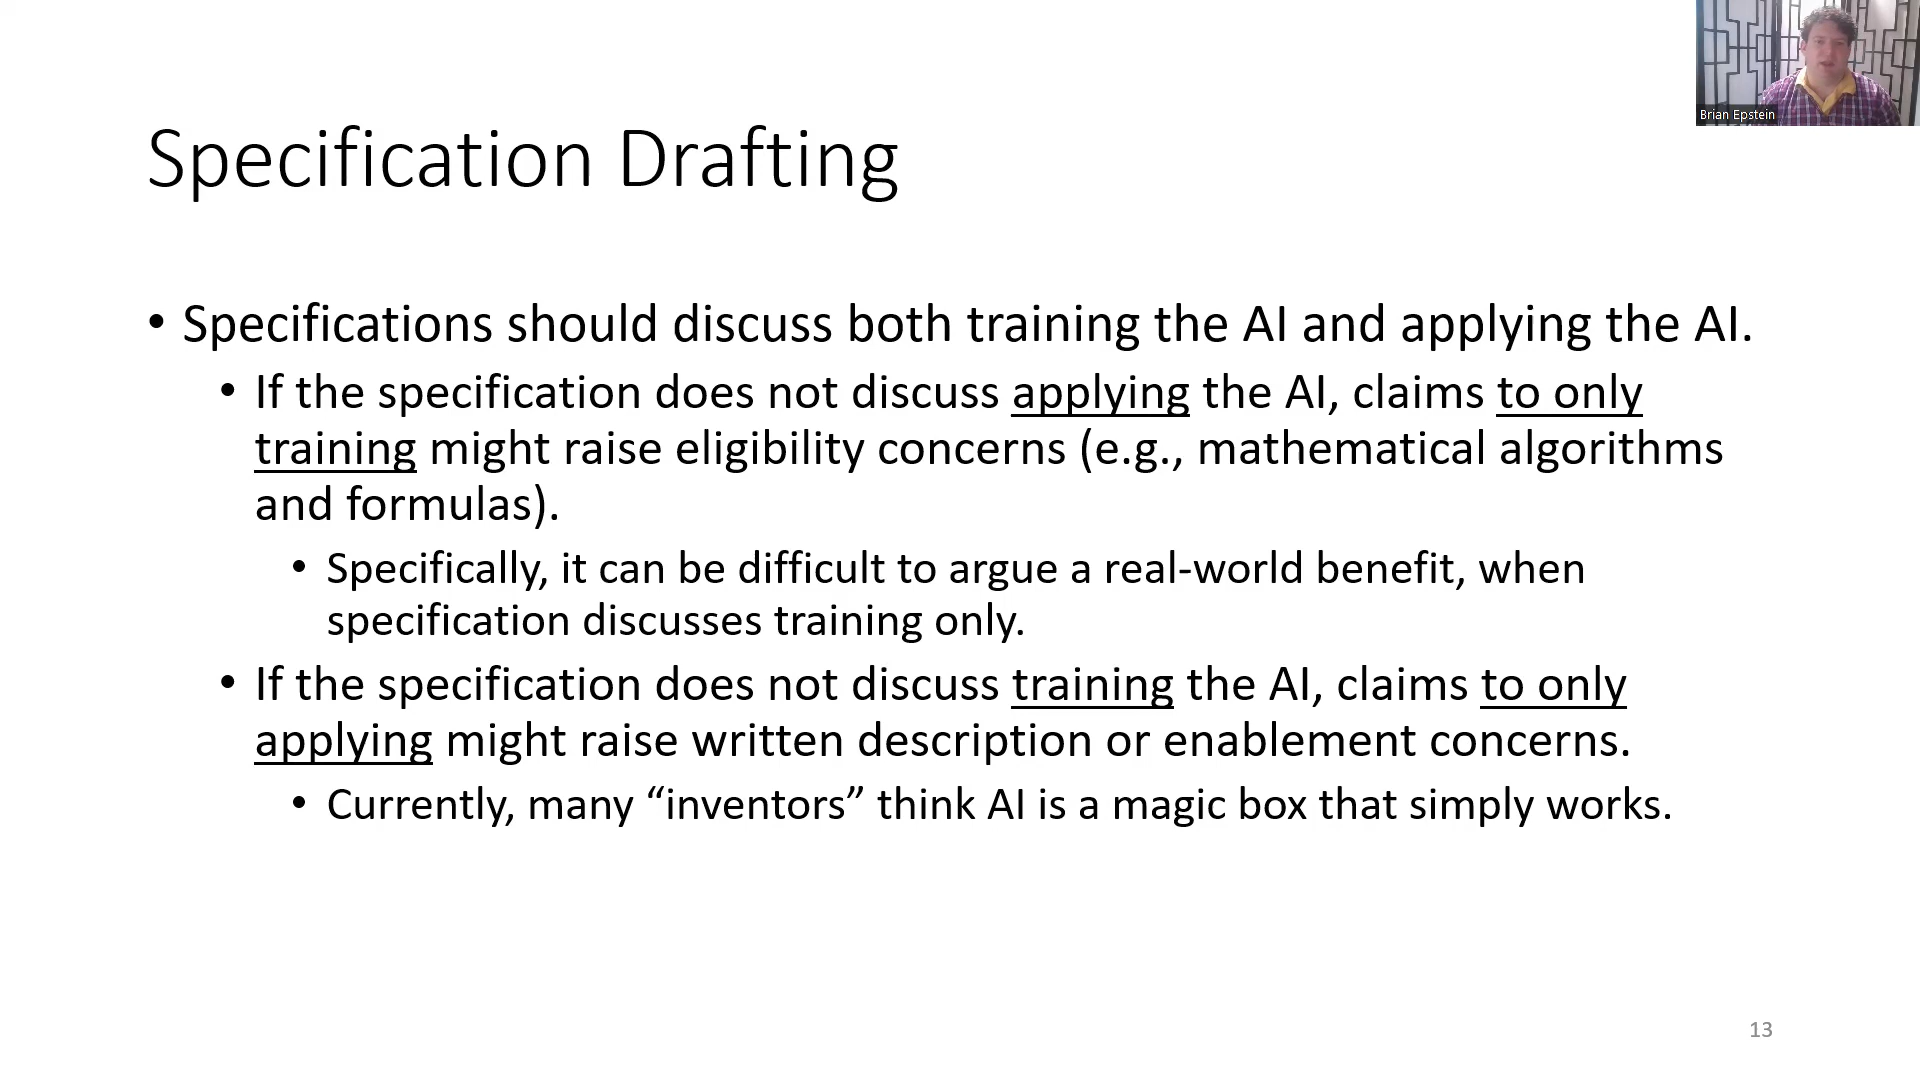 Brian Epstein
Specification Drafting
• Specifications should discuss both training the AI and applying the AI.
• If the specification does not discuss applying the AI, claims to only
training might raise eligibility concerns (e.g., mathematical algorithms
and formulas).
• Specifically, it can be difficult to argue a real-world benefit, when
specification discusses training only.
• If the specification does not discuss training the AI, claims to only
applying might raise written description or enablement concerns.
• Currently, many “inventors” think AI is a magic box that simply works.
13